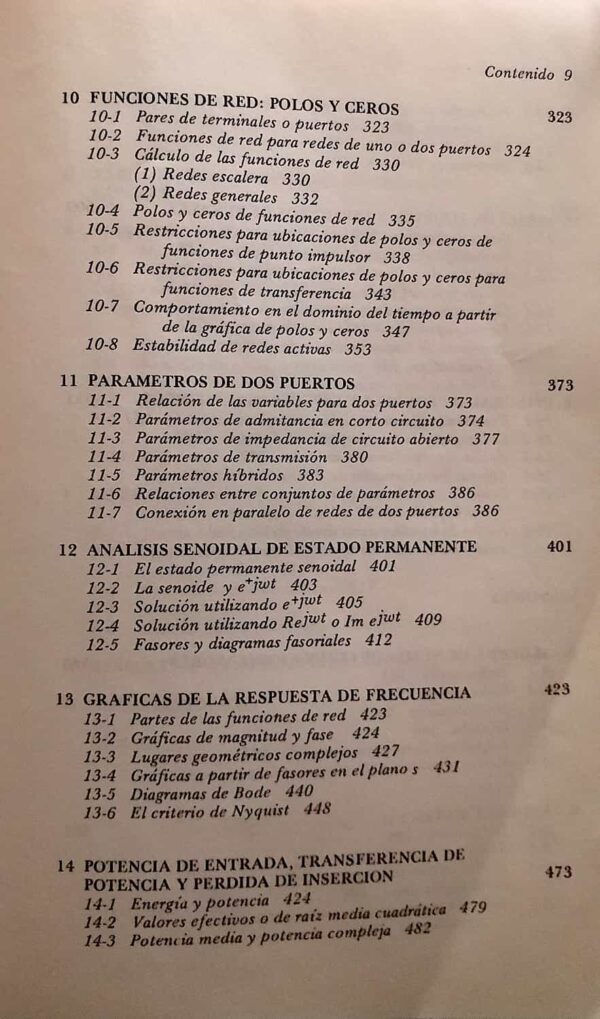 Contenido 9
10 FUNCIONES DE RED: POLOS Y CEROS 323
10-1 Pares de terminales o puertos 323
10-2 Funciones de red para redes de uno o dos puertos 324
10-3 Cálculo de las funciones de red 330
(1) Redes escalera 330
(2) Redes generales 332
10-4 Polos y ceros de funciones de red 335
10-5 Restricciones para ubicaciones de polos y ceros de
funciones de punto impulsor 338
10-6 Restricciones para ubicaciones de polos y ceros para
funciones de transferencia 343
10-7 Comportamiento en el dominio del tiempo a partir
de la gráfica de polos y ceros 347
10-8 Estabilidad de redes activas 353
11 PARAMETROS DE DOS PUERTOS 373
11-1 Relación de las variables para dos puertos 373
11-2 Parámetros de admitancia en corto circuito 374
11-3 Parámetros de impedancia de circuito abierto 377
11-4 Parámetros de transmisión 380
11-5 Parámetros híbridos 383
11-6 Relaciones entre conjuntos de parámetros 386
11-7 Conexión en paralelo de redes de dos puertos 386
12 ANALISIS SENOIDAL DE ESTADO PERMANENTE 401
12-1 El estado permanente senoidal 401
12-2 La senoide y e+jwt 403
12-3 Solución utilizando e+jwt 405
12-4 Solución utilizando Rejwt o Im ejwt 409
12-5 Fasores y diagramas fasoriales 412
13 GRAFICAS DE LA RESPUESTA DE FRECUENCIA 423
13-1 Partes de las funciones de red 423
13-2 Gráficas de magnitud y fase 424
13-3 Lugares geométricos complejos 427
13-4 Gráficas a partir de fasores en el plano s 431
13-5 Diagramas de Bode 440
13-6 El criterio de Nyquist 448
14 POTENCIA DE ENTRADA, TRANSFERENCIA DE
POTENCIA Y PERDIDA DE INSERCION 473
14-1 Energía y potencia 424
14-2 Valores efectivos o de raíz media cuadrática 479
14-3 Potencia media y potencia compleja 482